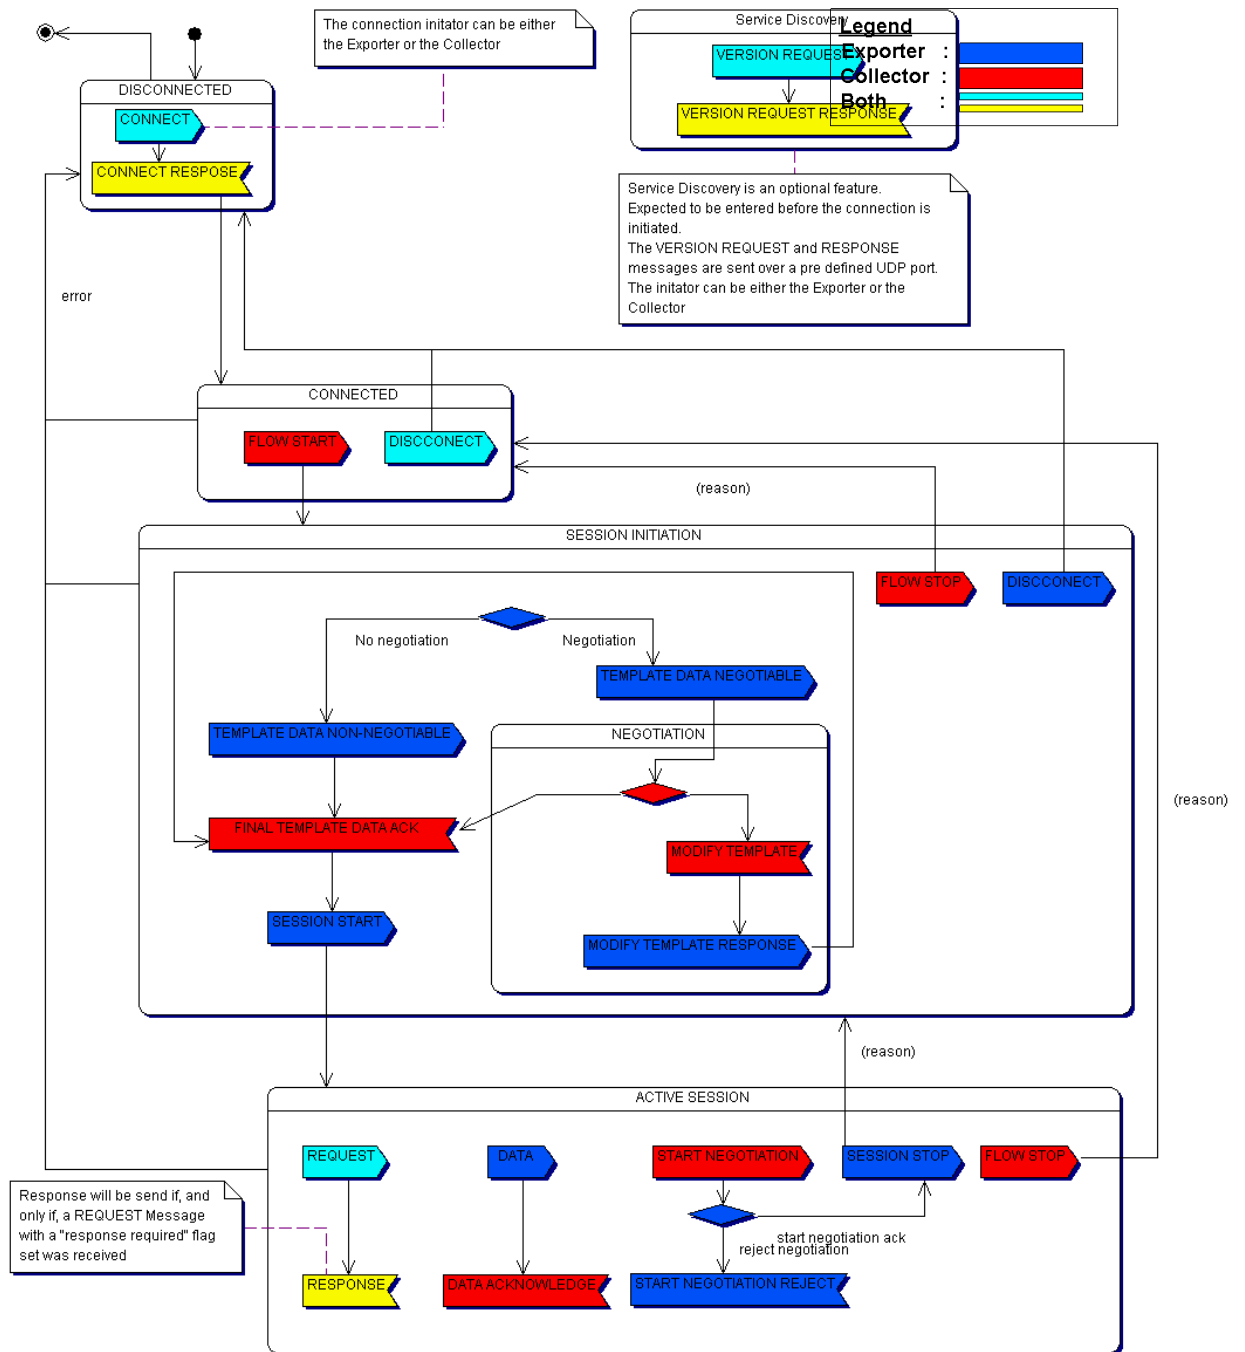 The connection initator can be either
the Exporter or the Collector
Service Discovery
Legend
Exporter :
Collector :
Both :
VERSION REQUEST
VERSION REQUEST RESPONSE
DISCONNECTED
CONNECT
CONNECT RESPOSE
Service Discovery is an optional feature.
Expected to be entered before the connection is
initiated.
The VERSION REQUEST and RESPONSE
messages are sent over a pre defined UDP port.
The initator can be either the Exporter or the
Collector
error
CONNECTED
FLOW START
DISCCONECT
(reason)
SESSION INITIATION
FLOW STOP
DISCCONECT
No negotiation
Negotiation
TEMPLATE DATA NEGOTIABLE
TEMPLATE DATA NON-NEGOTIABLE
NEGOTIATION
(reason)
FINAL TEMPLATE DATA ACK
MODIFY TEMPLATE
SESSION START
MODIFY TEMPLATE RESPONSE
(reason)
ACTIVE SESSION
REQUEST
DATA
START NEGOTIATION
SESSION STOP
FLOW STOP
Response will be send if, and
only if, a REQUEST Message
with a "response required" flag
set was received
start negotiation ack
reject negotiation
RESPONSE
DATA ACKNOWLEDGE
START NEGOTIATION REJECT